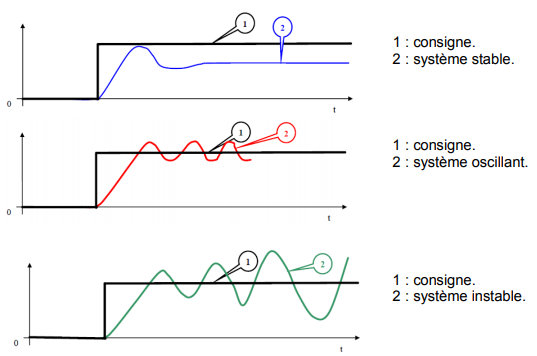 1
2
1 : consigne.
2 : système stable.
0
t
1
2
1 : consigne.
2 : système oscillant.
0
t
1
2
1 : consigne.
2 : système instable.
0
t